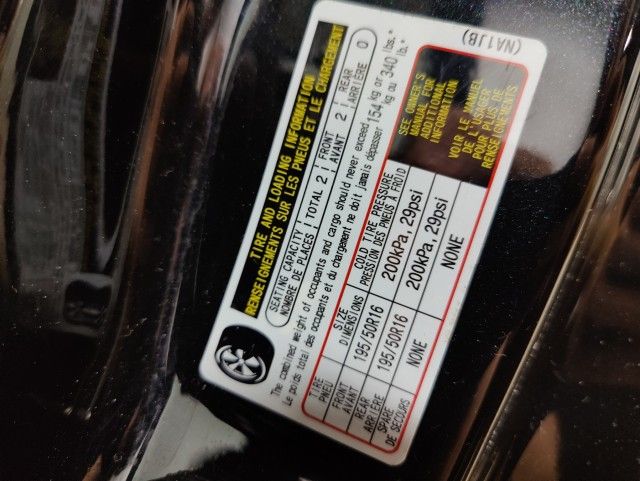 TIRE AND LOADING INFORMATION
RENSEIGNEMENTS SUR LES PNEUS ET LE CHARGEMENT
SEATING CAPACITY | TOTAL 2 | FRONT 2 | REAR 0
NOMBRE DE PLACES | AVANT | ARRIÈRE
The combined weight of occupants and cargo should never exceed 154 kg or 340 lbs.*
Le poids total des occupants et du chargement ne doit jamais dépasser 154 kg ou 340 lb.*
TIRE SIZE COLD TIRE PRESSURE
PNEU DIMENSIONS PRESSION DES PNEUS À FROID
FRONT AVANT 195/50R16 200kPa, 29psi
REAR ARRIÈRE 195/50R16 200kPa, 29psi
SPARE DE SECOURS NONE NONE
SEE OWNER'S
MANUAL FOR
ADDITIONAL
INFORMATION
VOIR LE MANUEL
DE L'USAGER
POUR PLUS DE
RENSEIGNEMENTS
(NA1JB)